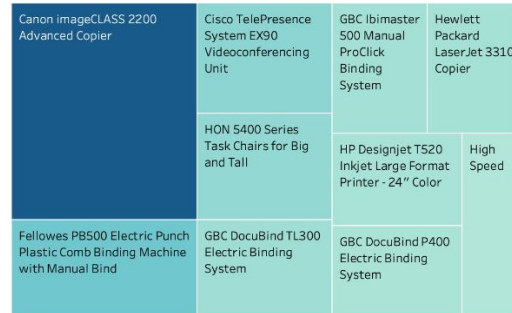 Canon imageCLASS 2200
Advanced Copier
Fellowes PB500 Electric Punch
Plastic Comb Binding Machine
with Manual Bind
Cisco TelePresence
System EX90
Videoconferencing
Unit
HON 5400 Series
Task Chairs for Big
and Tall
GBC DocuBind TL300
Electric Binding
System
GBC Ibimaster
500 Manual
ProClick
Binding
System
Hewlett
Packard
LaserJet 3310
Copier
HP Designjet T520
Inkjet Large Format
Printer - 24" Color
GBC DocuBind P400
Electric Binding
System
High
Speed